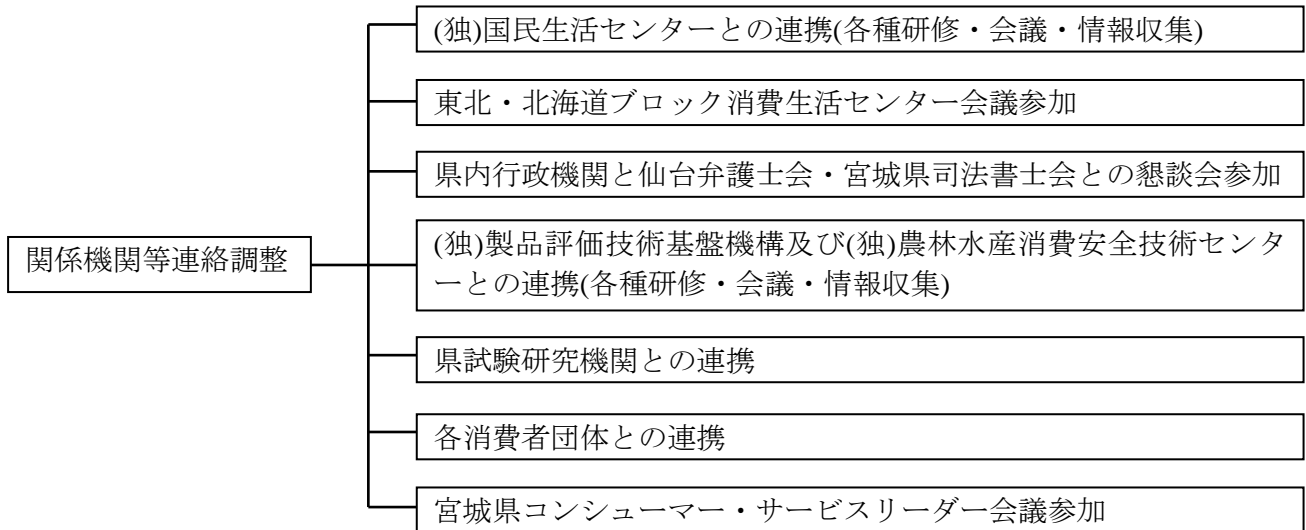 (独)国民生活センターとの連携(各種研修・会議・情報収集)
東北・北海道ブロック消費生活センター会議参加
県内行政機関と仙台弁護士会・宮城県司法書士会との懇談会参加
関係機関等連絡調整
(独)製品評価技術基盤機構及び(独)農林水産消費安全技術センタ
ーとの連携(各種研修・会議・情報収集)
県試験研究機関との連携
各消費者団体との連携
宮城県コンシューマー・サービスリーダー会議参加